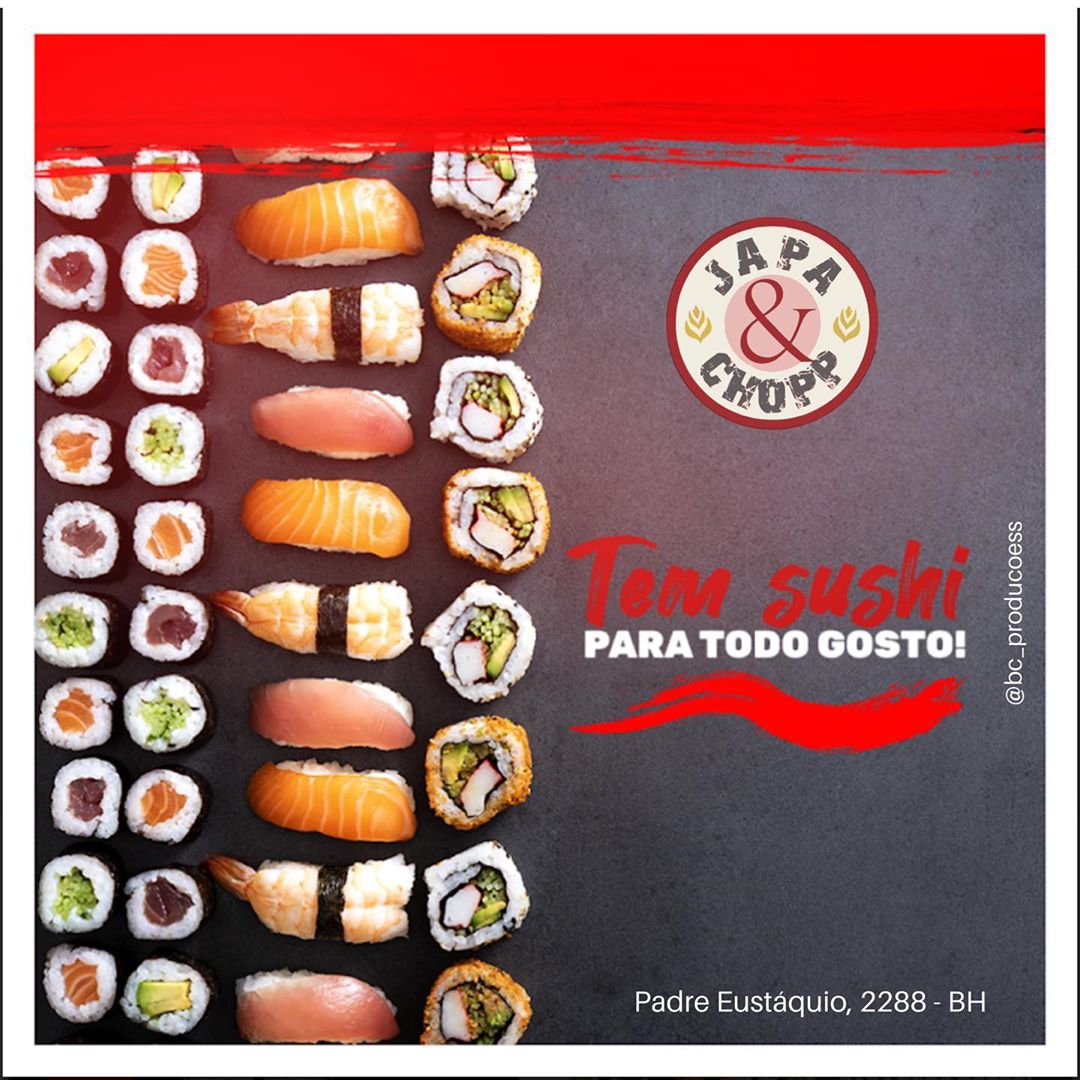 JAPA
&
CHOPP
Tem sushi
PARA TODO GOSTO!
@bc_producoess
Padre Eustáquio, 2288 - BH